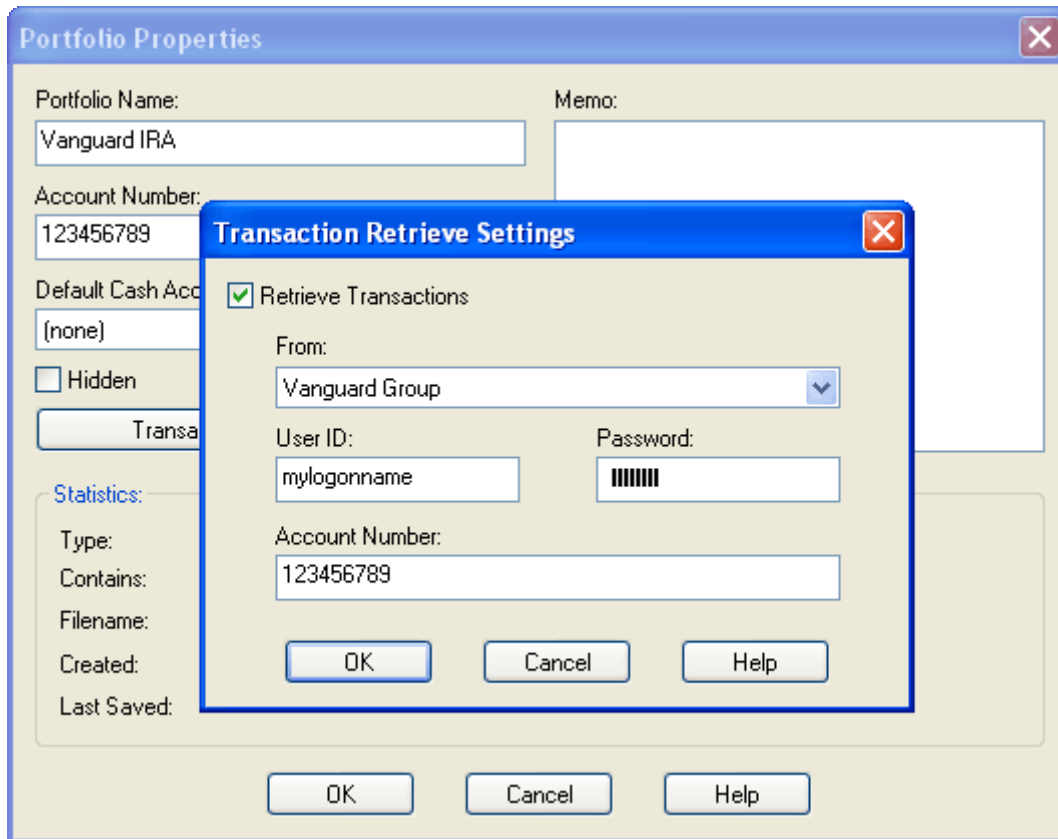 Portfolio Properties
Portfolio Name:
Memo:
Vanguard IRA
Account Number:
123456789
Default Cash Acc
(none)
Hidden
Transa
Statistics:
Type:
Contains:
Filename:
Created:
Last Saved:
Transaction Retrieve Settings
Retrieve Transactions
From:
Vanguard Group
User ID:
Password:
mylogonname
Account Number:
123456789
OK Cancel Help
OK Cancel Help